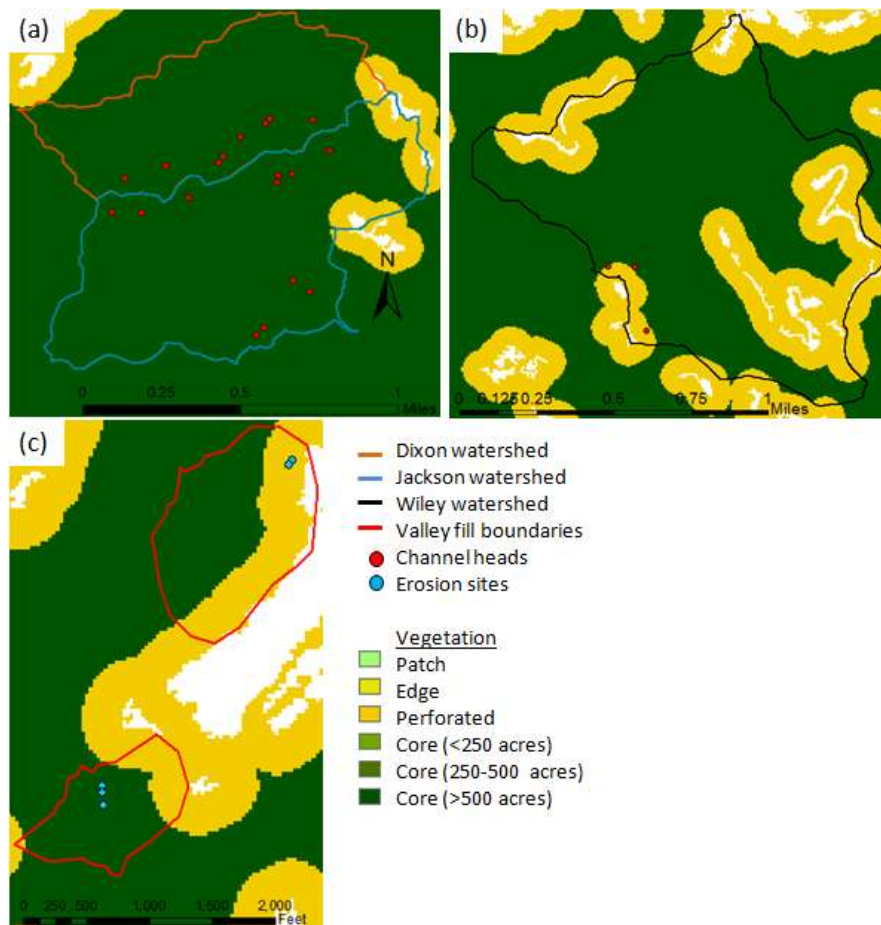 (a)
N
0 0.25 0.5 1
Miles
(b)
0 0.125 0.25 0.5 0.75 1
Miles
(c)
0 250 500 1,000 1,500 2,000
Feet
Dixon watershed
Jackson watershed
Wiley watershed
Valley fill boundaries
Channel heads
Erosion sites
Vegetation
Patch
Edge
Perforated
Core (<250 acres)
Core (250-500 acres)
Core (>500 acres)